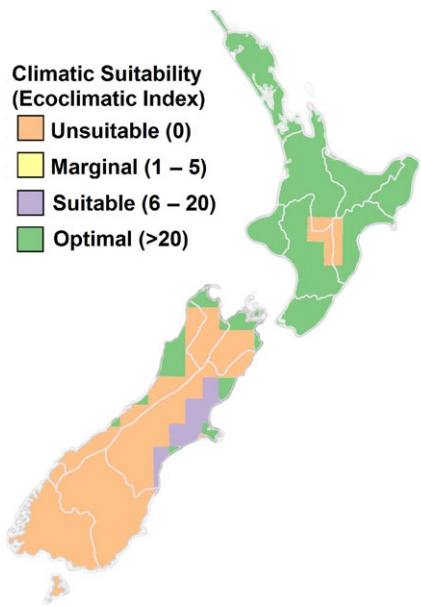 Climatic Suitability
(Ecoclimatic Index)
Unsuitable (0)
Marginal (1 – 5)
Suitable (6 – 20)
Optimal (>20)